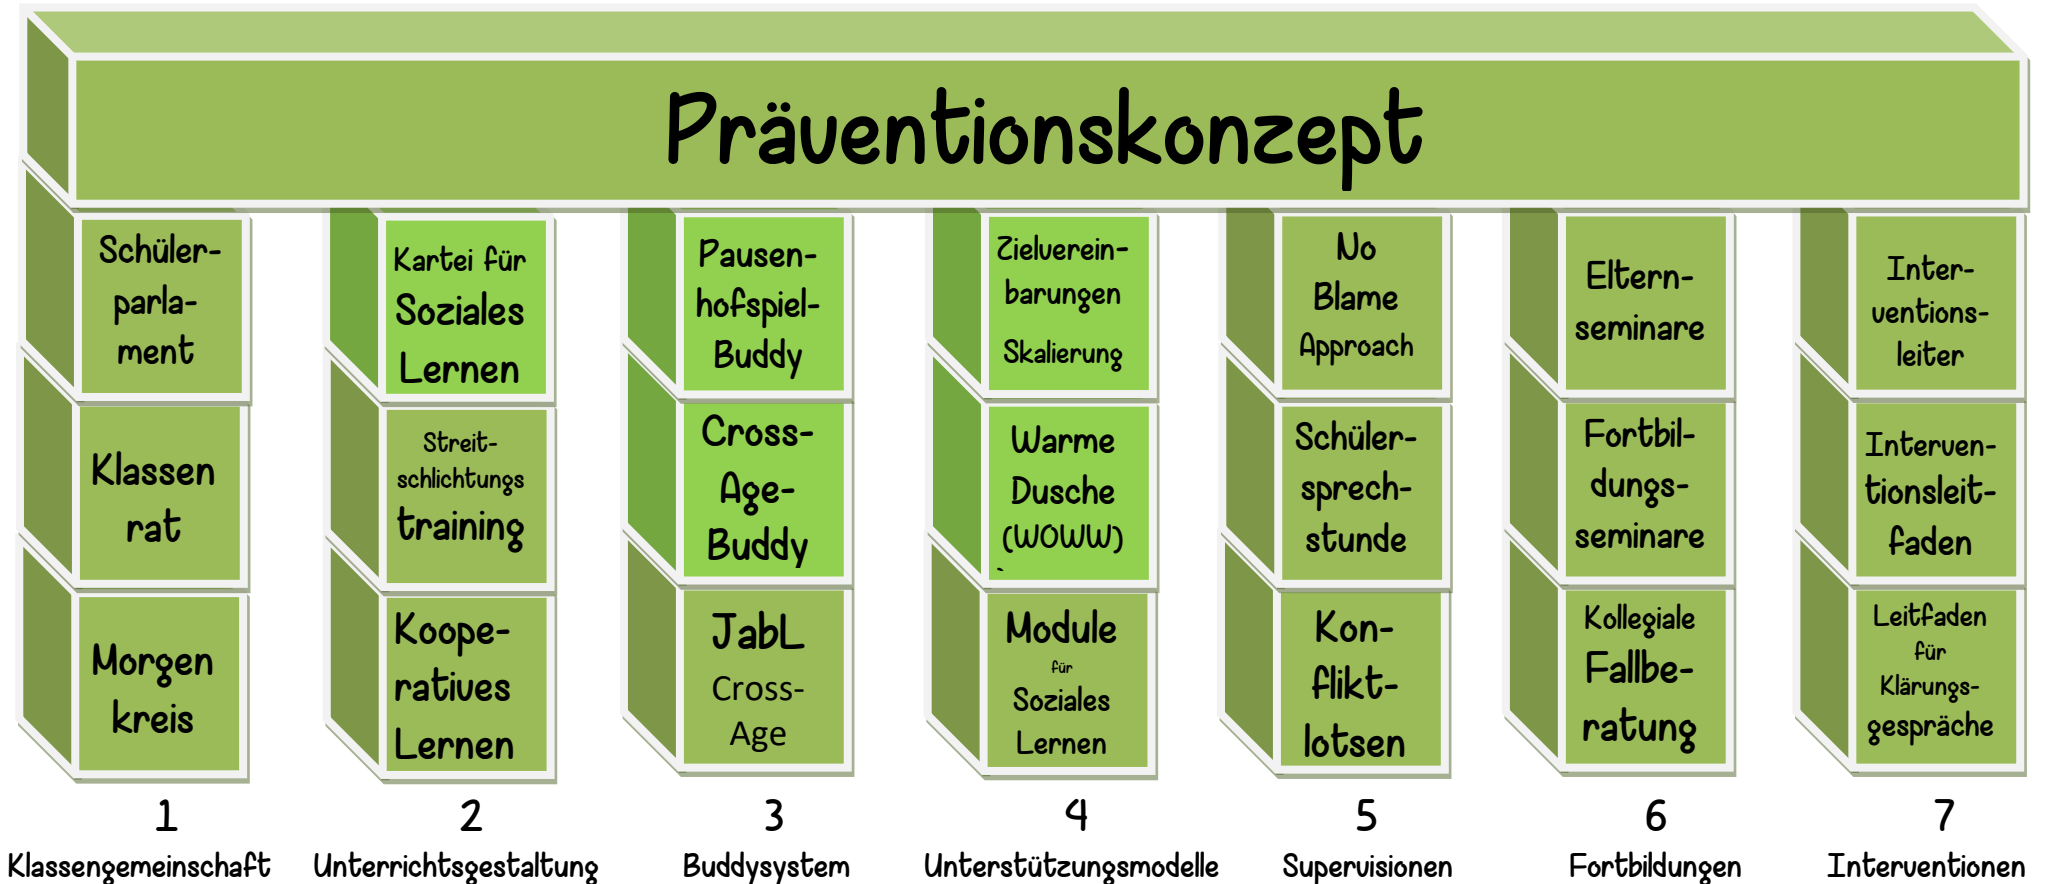 Präventionskonzept
Schüler-
parla-
ment
Klassen
rat
Morgen
kreis
1
Klassengemeinschaft
Kartei für
Soziales
Lernen
Streit-
schlichtungs
training
Koope-
ratives
Lernen
2
Unterrichtsgestaltung
Pausen-
hofspiel-
Buddy
Cross-
Age-
Buddy
JabL
Cross-
Age
3
Buddysystem
Zielverein-
barungen
Skalierung
Warme
Dusche
(WOWW)
Module
für
Soziales
Lernen
4
Unterstützungsmodelle
No
Blame
Approach
Schüler-
sprech-
stunde
Kon-
flikt-
lotsen
5
Supervisionen
Eltern-
seminare
Fortbil-
dungs-
seminare
Kollegiale
Fallbe-
ratung
6
Fortbildungen
Inter-
ventions-
leiter
Interven-
tionsleit-
faden
Leitfaden
für
Klärungs-
gespräche
7
Interventionen